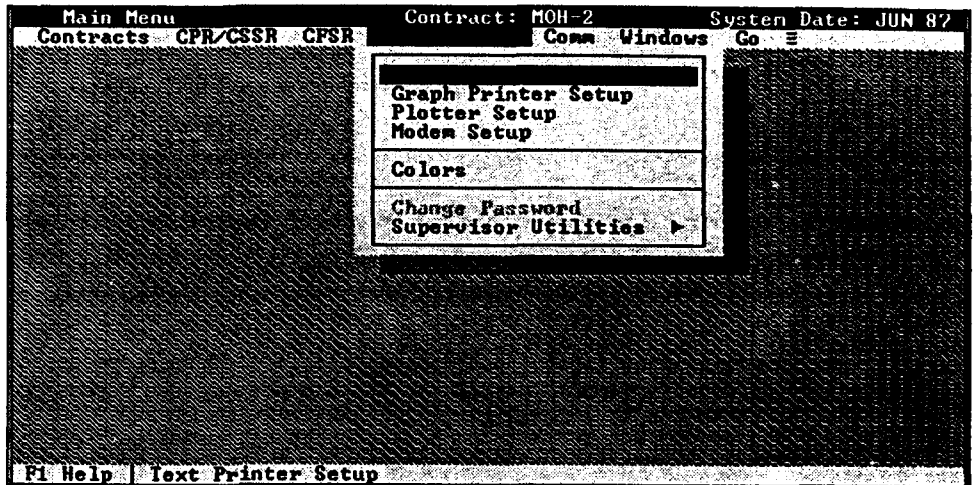 Main Menu Contract: MOH-2 System Date: JUN 87
Contracts CPR/CSSR CFSR Comm Windows Go ≡
Graph Printer Setup
Plotter Setup
Modem Setup
Colors
Change Password
Supervisor Utilities ►
F1 Help Text Printer Setup